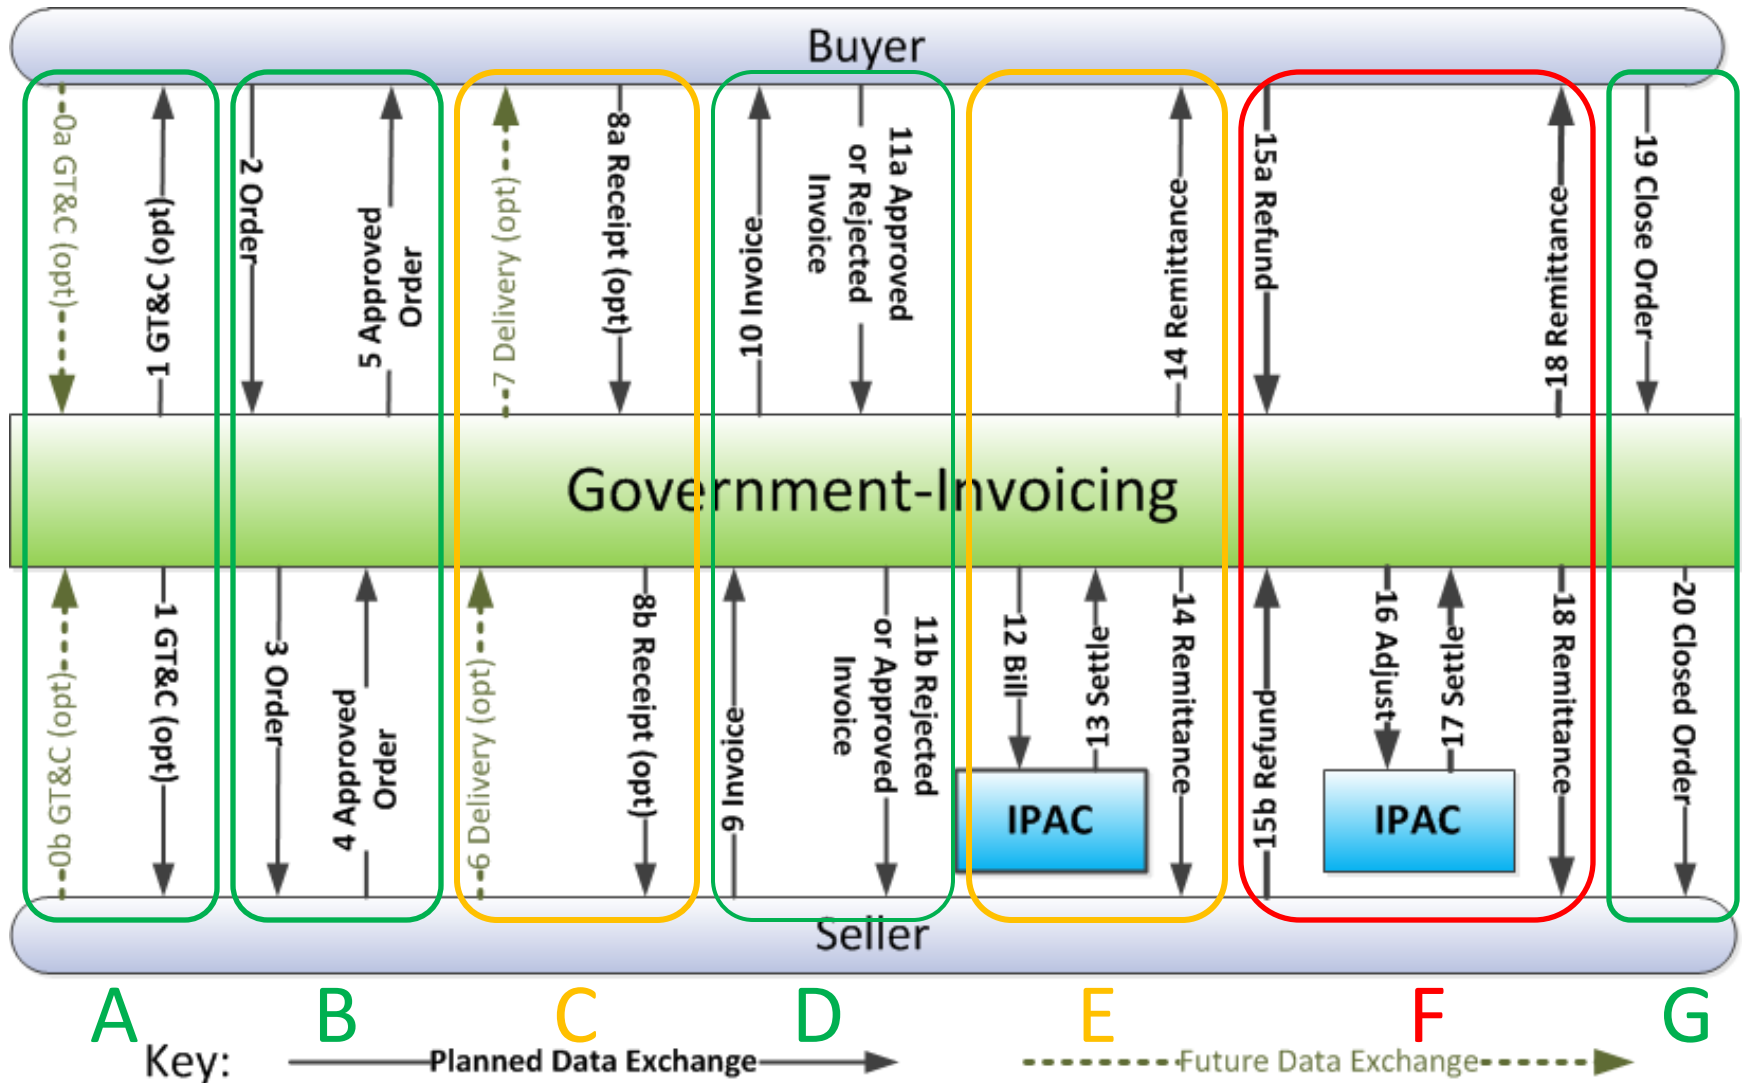 Buyer
0a GT&C (opt)
1 GT&C (opt)
2 Order
5 Approved
Order
7 Delivery (opt)
8a Receipt (opt)
10 Invoice
11a Approved
or Rejected
Invoice
14 Remittance
15a Refund
18 Remittance
19 Close Order
Government-Invoicing
0b GT&C (opt)
1 GT&C (opt)
3 Order
4 Approved
Order
6 Delivery (opt)
8b Receipt (opt)
9 Invoice
11b Rejected
or Approved
Invoice
12 Bill
13 Settle
14 Remittance
15b Refund
16 Adjust
17 Settle
18 Remittance
20 Closed Order
IPAC
IPAC
Seller
A
B
C
D
E
F
G
Key:
Planned Data Exchange
Future Data Exchange